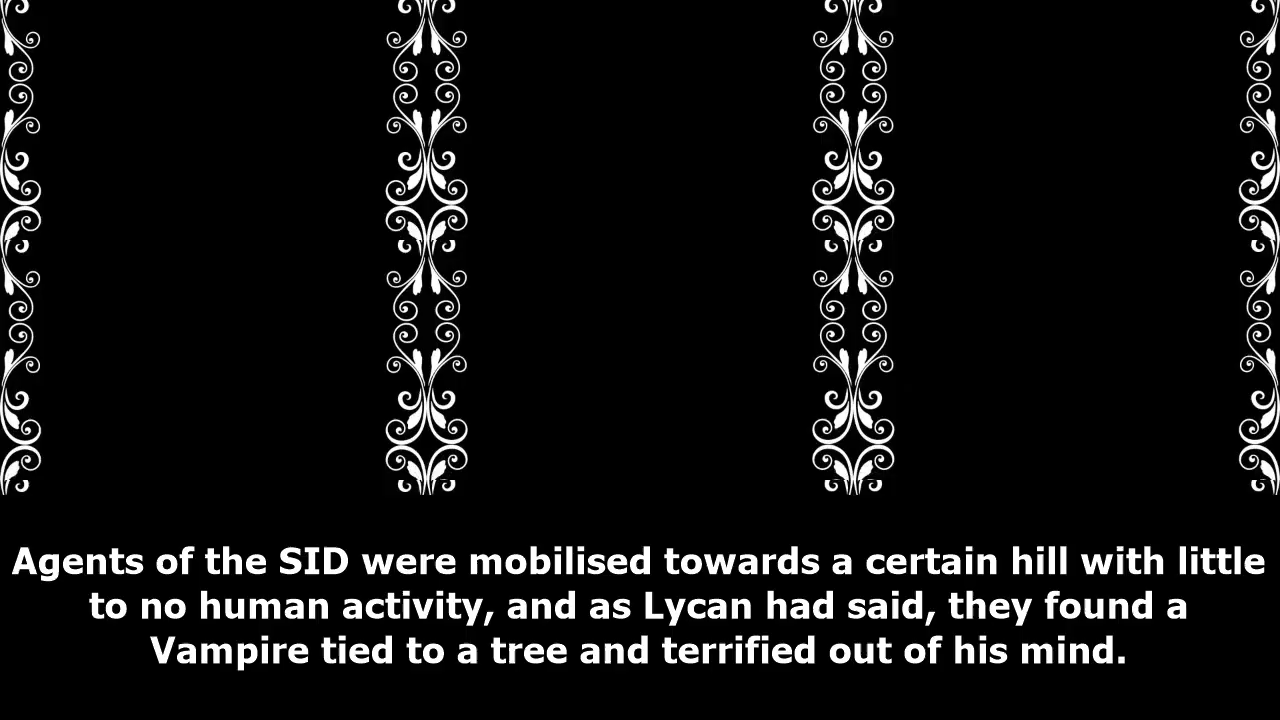 Agents of the SID were mobilised towards a certain hill with little
to no human activity, and as Lycan had said, they found a
Vampire tied to a tree and terrified out of his mind.